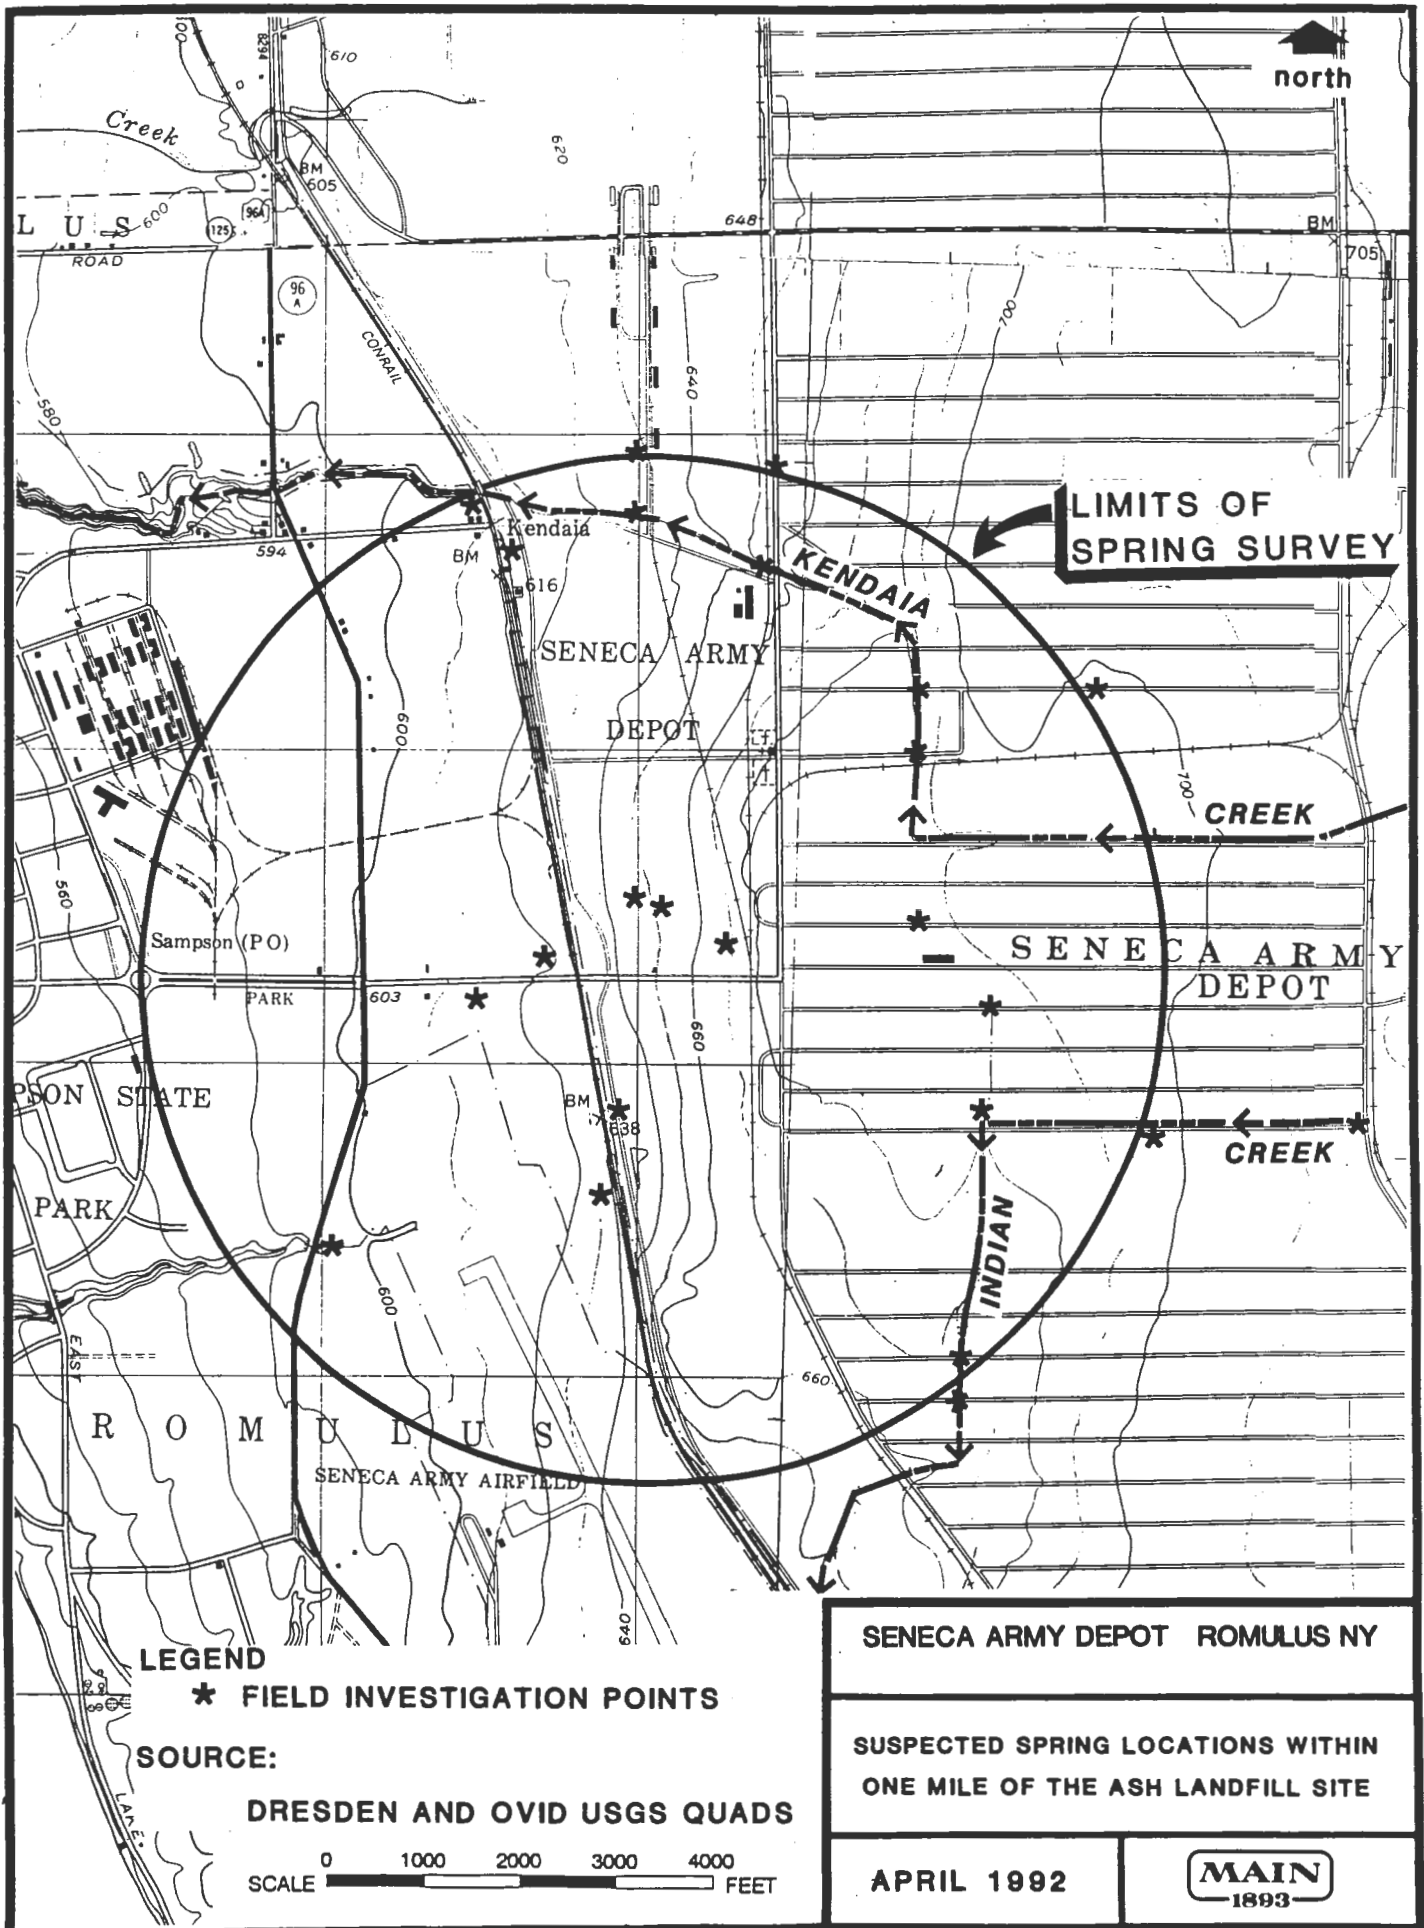 north
610
8294
Creek
620
BM
605
96A
600
125
648
BM
705
L U S
ROAD
96
A
CONRAIL
700
580
640
LIMITS OF
SPRING SURVEY
Kendaia
594
BM
616
KENDAIA
SENECA ARMY
DEPOT
600
700
CREEK
560
Sampson (PO)
SENECA ARMY
DEPOT
PARK
603
660
PSON STATE
BM
638
CREEK
PARK
INDIAN
600
EAST
660
R O M U L U S
SENECA ARMY AIRFIELD
640
LAKE
LEGEND
* FIELD INVESTIGATION POINTS
SOURCE:
DRESDEN AND OVID USGS QUADS
0 1000 2000 3000 4000
SCALE FEET
SENECA ARMY DEPOT ROMULUS NY
SUSPECTED SPRING LOCATIONS WITHIN
ONE MILE OF THE ASH LANDFILL SITE
APRIL 1992
MAIN
1893